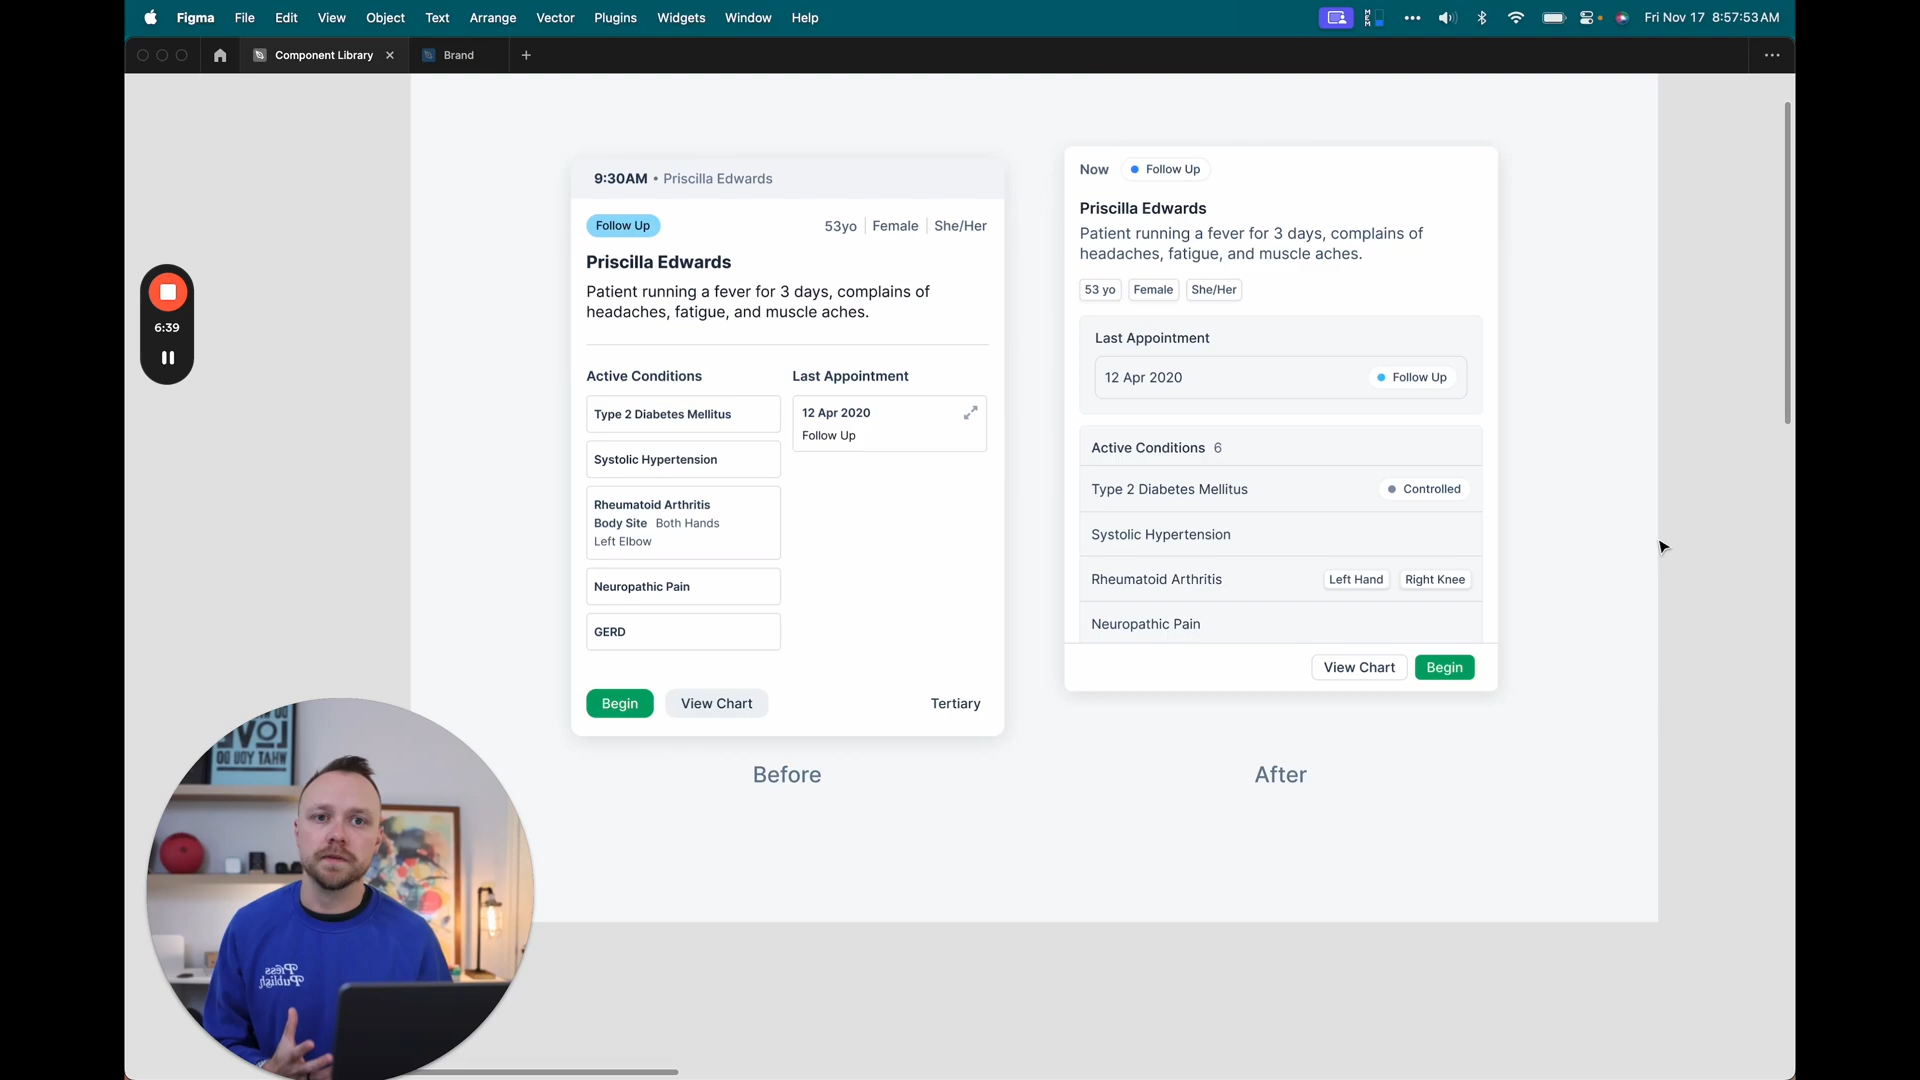 Figma File Edit View Object Text Arrange Vector Plugins Widgets Window Help
Fri Nov 17 8:57:53 AM
Component Library
Brand
6:39
9:30AM • Priscilla Edwards
Follow Up
53yo Female She/Her
Priscilla Edwards
Patient running a fever for 3 days, complains of
headaches, fatigue, and muscle aches.
Active Conditions
Type 2 Diabetes Mellitus
Systolic Hypertension
Rheumatoid Arthritis
Body Site Both Hands
Left Elbow
Neuropathic Pain
GERD
Last Appointment
12 Apr 2020
Follow Up
Begin
View Chart
Tertiary
Before
Now
Follow Up
Priscilla Edwards
Patient running a fever for 3 days, complains of
headaches, fatigue, and muscle aches.
53 yo
Female
She/Her
Last Appointment
12 Apr 2020
Follow Up
Active Conditions 6
Type 2 Diabetes Mellitus
Controlled
Systolic Hypertension
Rheumatoid Arthritis
Left Hand
Right Knee
Neuropathic Pain
View Chart
Begin
After
LOVE
WHAT YOU DO
Press
Publish